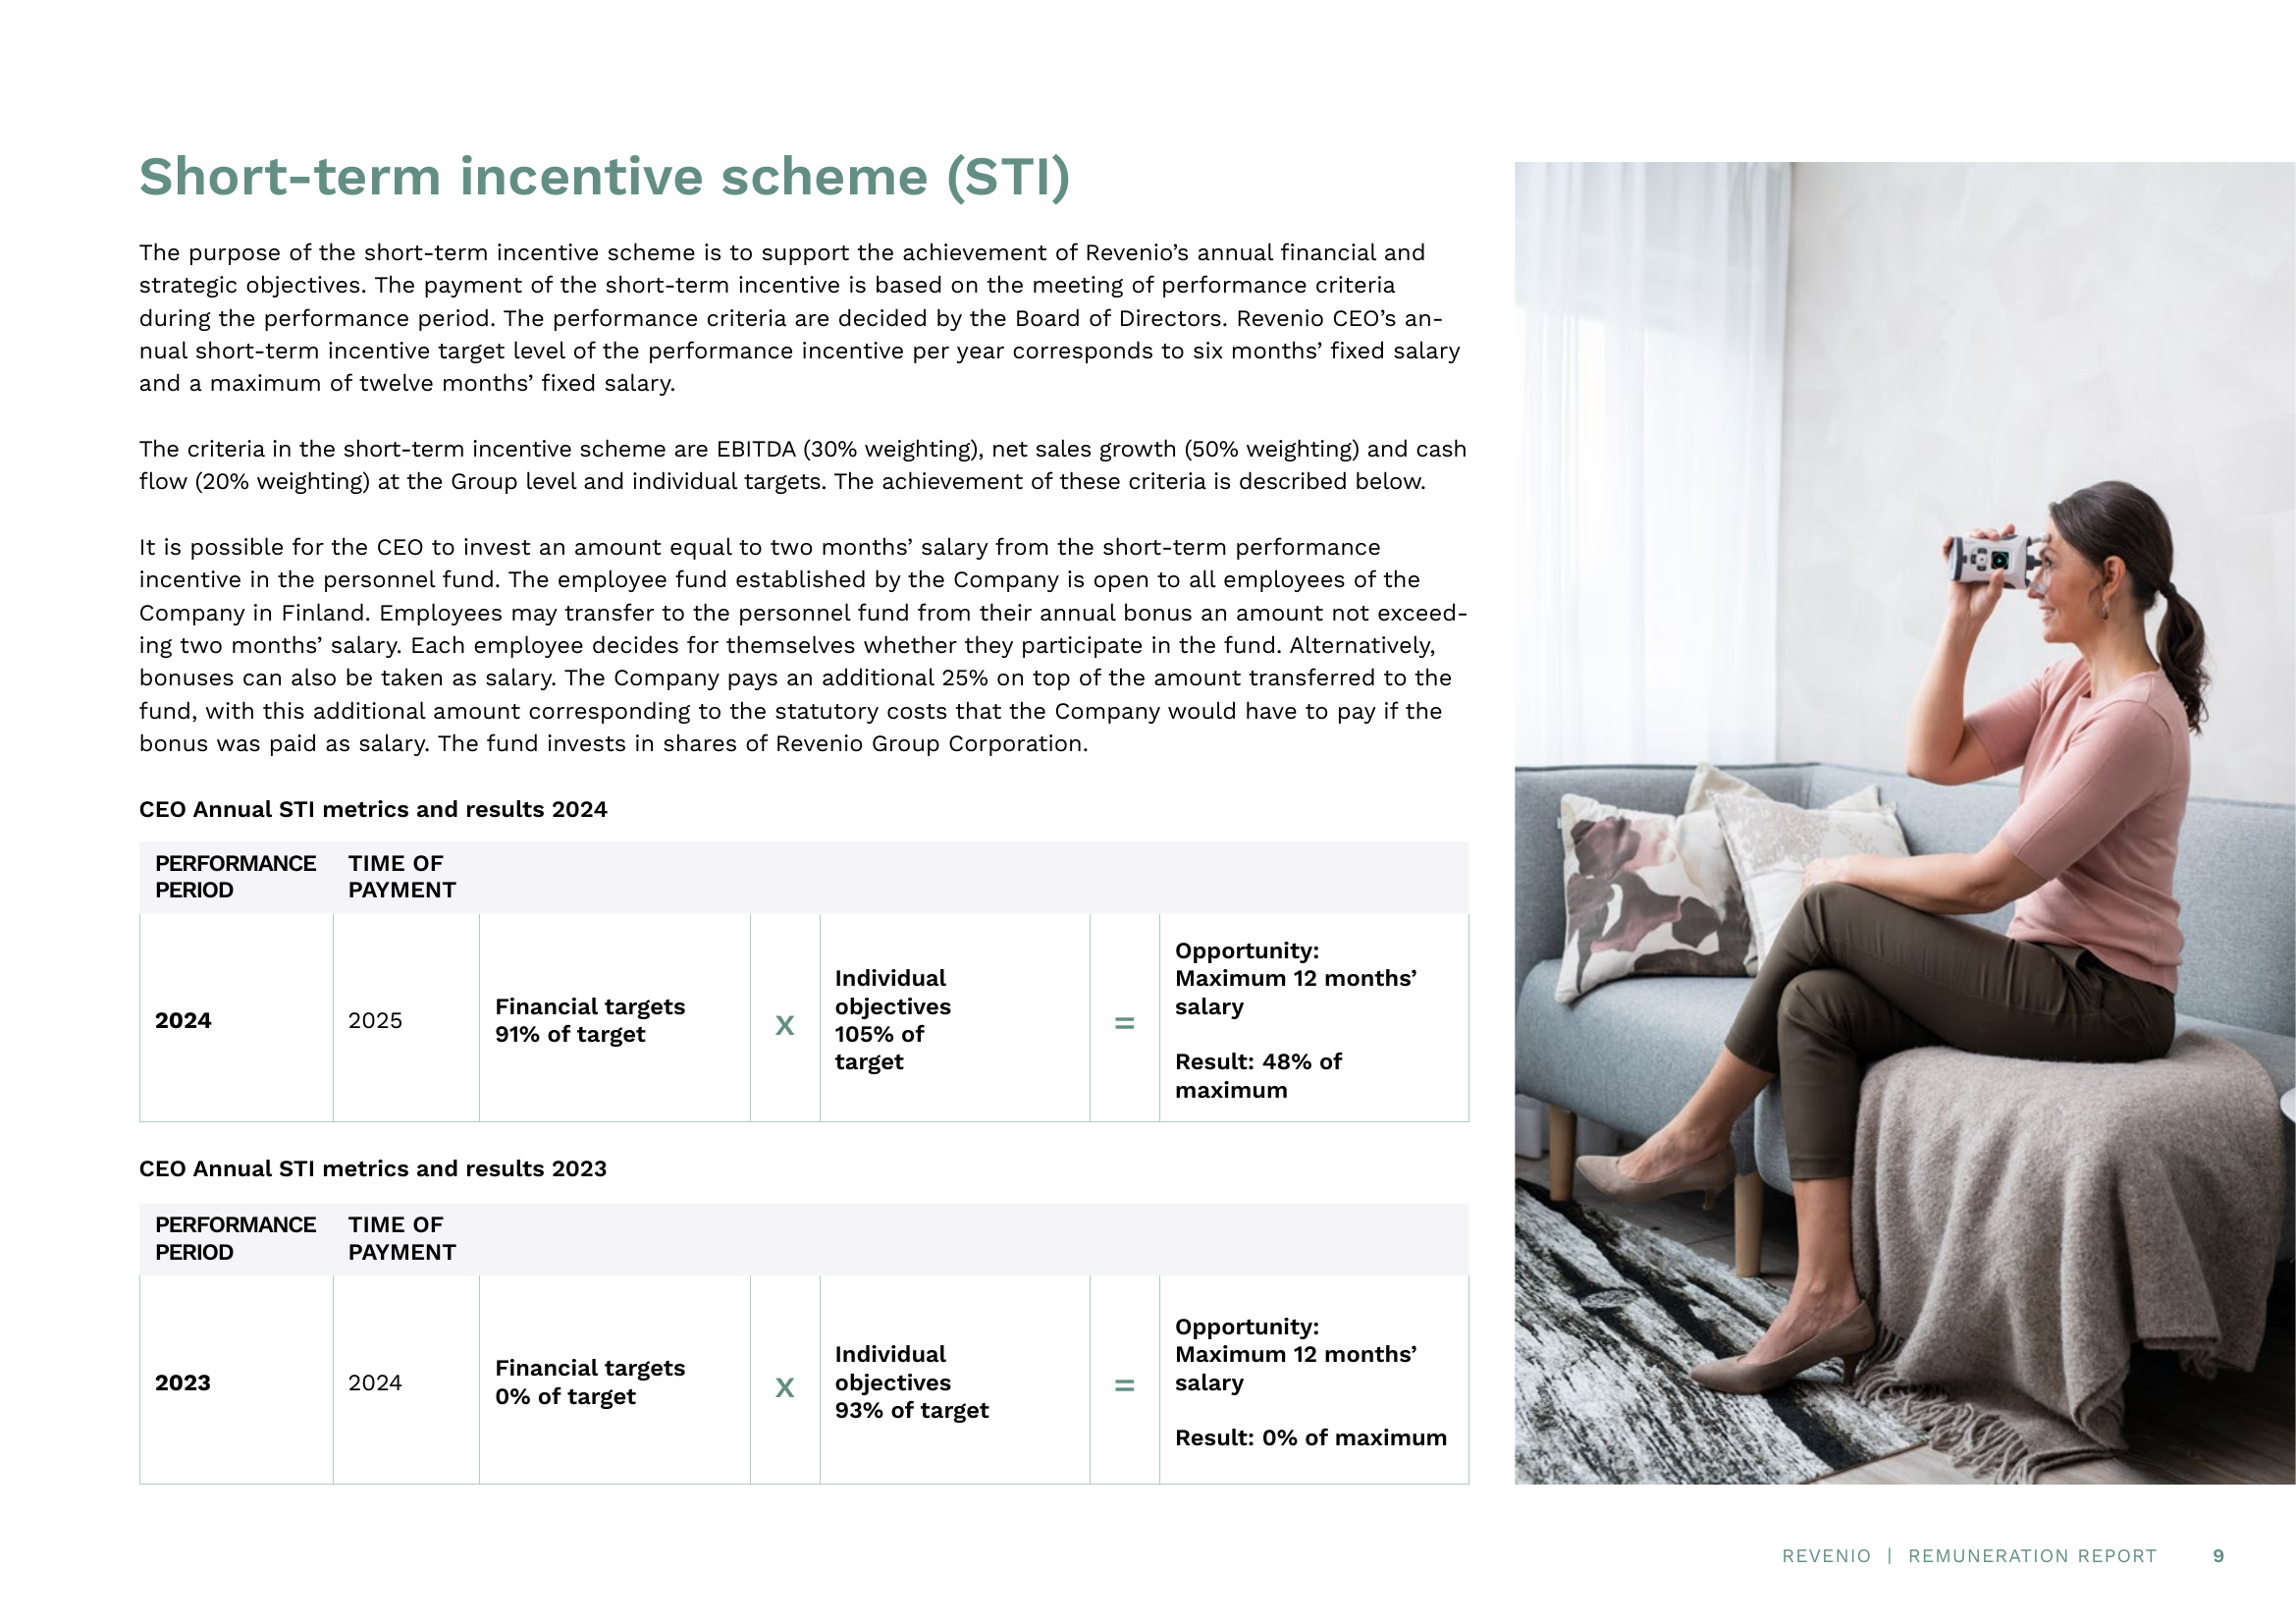 Short-term incentive scheme (STI)
The purpose of the short-term incentive scheme is to support the achievement of Revenio’s annual financial and
strategic objectives. The payment of the short-term incentive is based on the meeting of performance criteria
during the performance period. The performance criteria are decided by the Board of Directors. Revenio CEO’s an-
nual short-term incentive target level of the performance incentive per year corresponds to six months’ fixed salary
and a maximum of twelve months’ fixed salary.
The criteria in the short-term incentive scheme are EBITDA (30% weighting), net sales growth (50% weighting) and cash
flow (20% weighting) at the Group level and individual targets. The achievement of these criteria is described below.
It is possible for the CEO to invest an amount equal to two months’ salary from the short-term performance
incentive in the personnel fund. The employee fund established by the Company is open to all employees of the
Company in Finland. Employees may transfer to the personnel fund from their annual bonus an amount not exceed-
ing two months’ salary. Each employee decides for themselves whether they participate in the fund. Alternatively,
bonuses can also be taken as salary. The Company pays an additional 25% on top of the amount transferred to the
fund, with this additional amount corresponding to the statutory costs that the Company would have to pay if the
bonus was paid as salary. The fund invests in shares of Revenio Group Corporation.
CEO Annual STI metrics and results 2024
PERFORMANCE
PERIOD
TIME OF
PAYMENT
2024
2025
Financial targets
91% of target
x
Individual
objectives
105% of
target
=
Opportunity:
Maximum 12 months’
salary
Result: 48% of
maximum
CEO Annual STI metrics and results 2023
PERFORMANCE
PERIOD
TIME OF
PAYMENT
2023
2024
Financial targets
0% of target
x
Individual
objectives
93% of target
=
Opportunity:
Maximum 12 months’
salary
Result: 0% of maximum
REVENIO | REMUNERATION REPORT 9